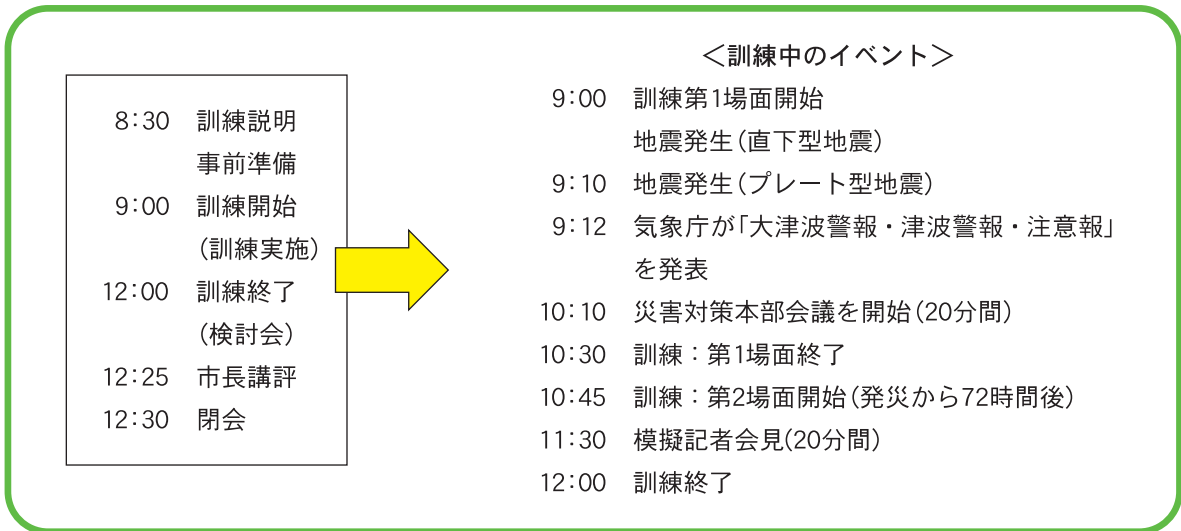 8:30 訓練説明
事前準備
9:00 訓練開始
(訓練実施)
12:00 訓練終了
(検討会)
12:25 市長講評
12:30 閉会
＜訓練中のイベント＞
9:00 訓練第1場面開始
地震発生(直下型地震)
9:10 地震発生(プレート型地震)
9:12 気象庁が「大津波警報・津波警報・注意報」
を発表
10:10 災害対策本部会議を開始(20分間)
10:30 訓練：第1場面終了
10:45 訓練：第2場面開始(発災から72時間後)
11:30 模擬記者会見(20分間)
12:00 訓練終了